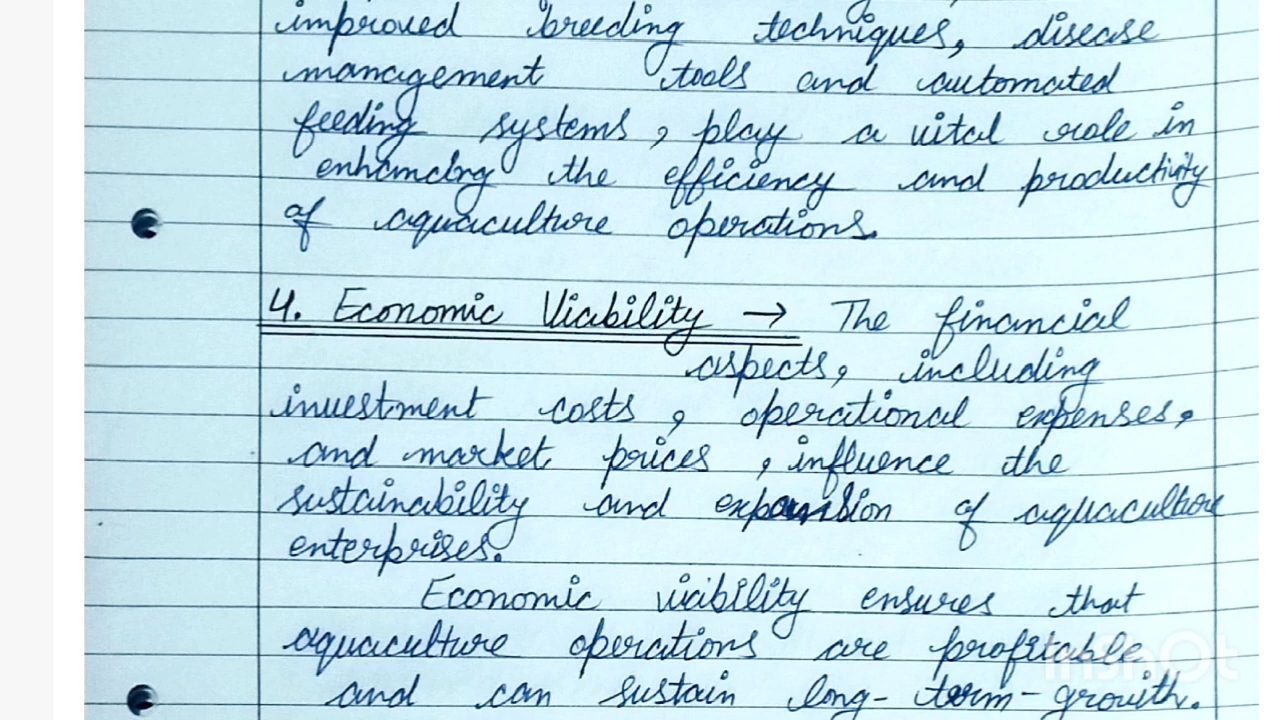 improved breeding techniques, disease
management tools and automated
feeding systems, play a vital role in
enhancing the efficiency and productivity
of aquaculture operations.
4. Economic Viability → The financial
aspects, including
investment costs, operational expenses,
and market prices, influence the
sustainability and expansion of aquaculture
enterprises.
Economic viability ensures that
aquaculture operations are profitable
and can sustain long-term-growth.
InShOt